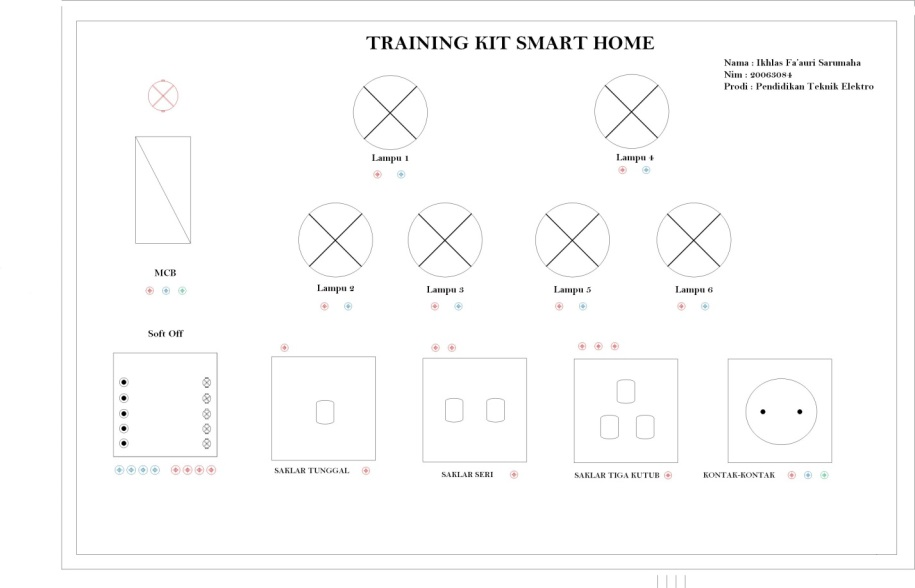 TRAINING KIT SMART HOME
Nama : Ikhlas Fa'auri Sarumaha
Nim : 20063084
Prodi : Pendidikan Teknik Elektro
Lampu 1
Lampu 4
MCB
Lampu 2
Lampu 3
Lampu 5
Lampu 6
Soft Off
SAKLAR TUNGGAL
SAKLAR SERI
SAKLAR TIGA KUTUB
KONTAK-KONTAK